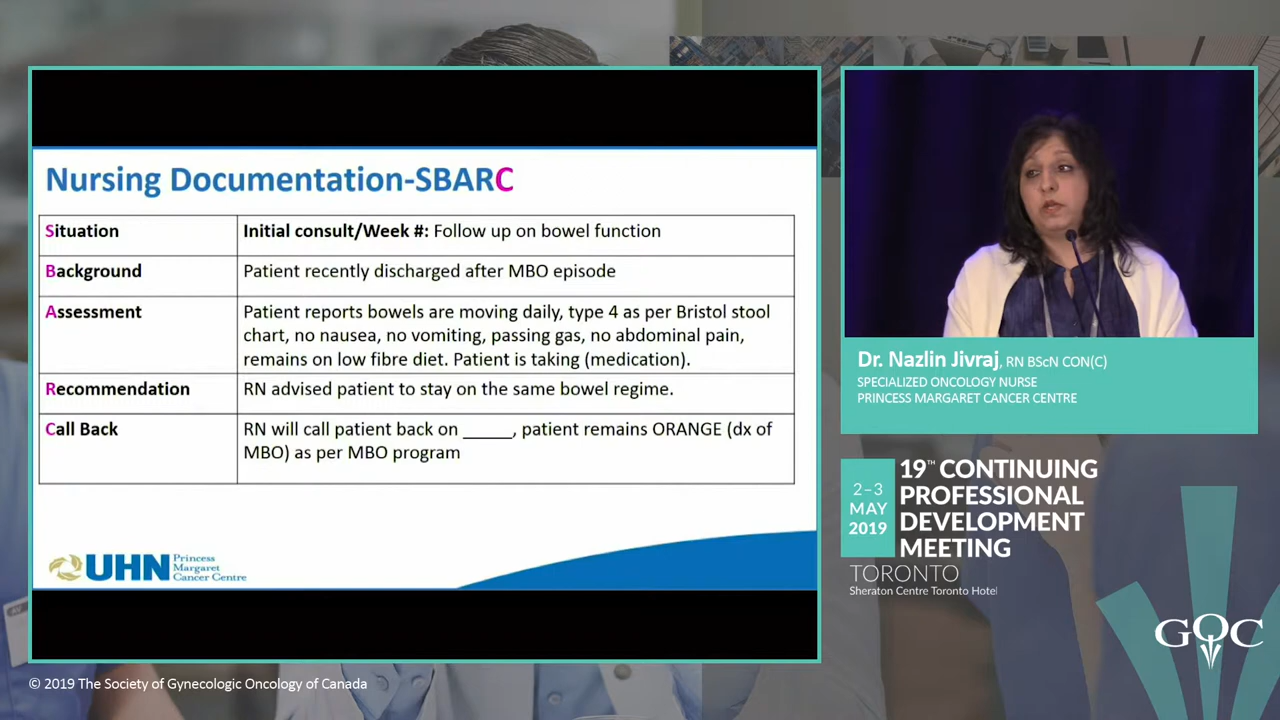 Nursing Documentation-SBARC
Situation
Initial consult/Week #: Follow up on bowel function
Background
Patient recently discharged after MBO episode
Assessment
Patient reports bowels are moving daily, type 4 as per Bristol stool
chart, no nausea, no vomiting, passing gas, no abdominal pain,
remains on low fibre diet. Patient is taking (medication).
Recommendation
RN advised patient to stay on the same bowel regime.
Call Back
RN will call patient back on _____, patient remains ORANGE (dx of
MBO) as per MBO program
UHN
Princess
Margaret
Cancer Centre
Dr. Nazlin Jivraj, RN BScN CON(C)
SPECIALIZED ONCOLOGY NURSE
PRINCESS MARGARET CANCER CENTRE
2–3
MAY
2019
19TH CONTINUING
PROFESSIONAL
DEVELOPMENT
MEETING
TORONTO
Sheraton Centre Toronto Hotel
GOC
© 2019 The Society of Gynecologic Oncology of Canada